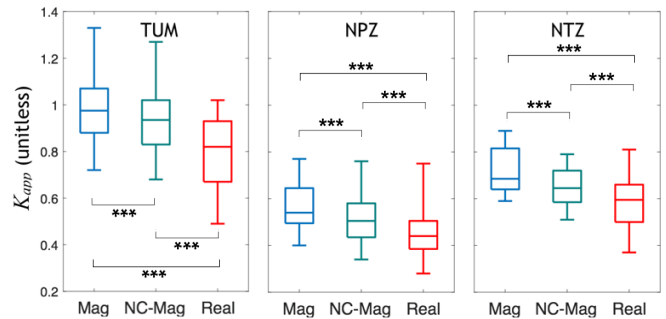 TUM
NPZ
NTZ
1.4
1.2
1
0.8
0.6
0.4
0.2
K_app (unitless)
***
***
***
***
***
***
***
***
***
Mag NC-Mag Real
Mag NC-Mag Real
Mag NC-Mag Real